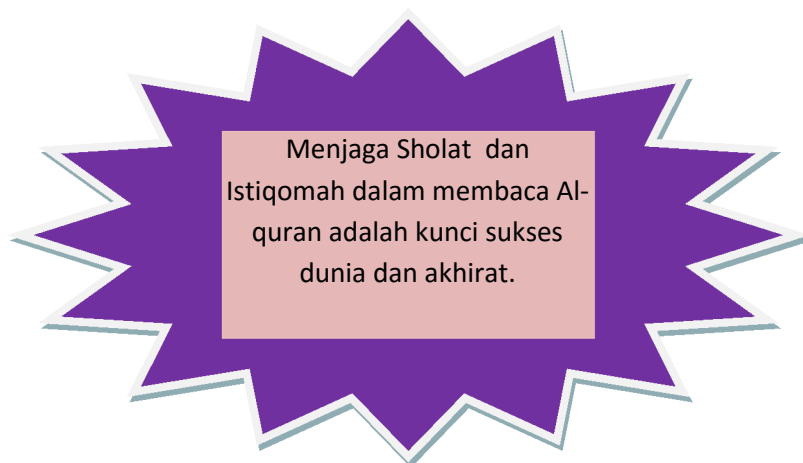 Menjaga Sholat  dan
Istiqomah dalam membaca Al-
quran adalah kunci sukses
dunia dan akhirat.